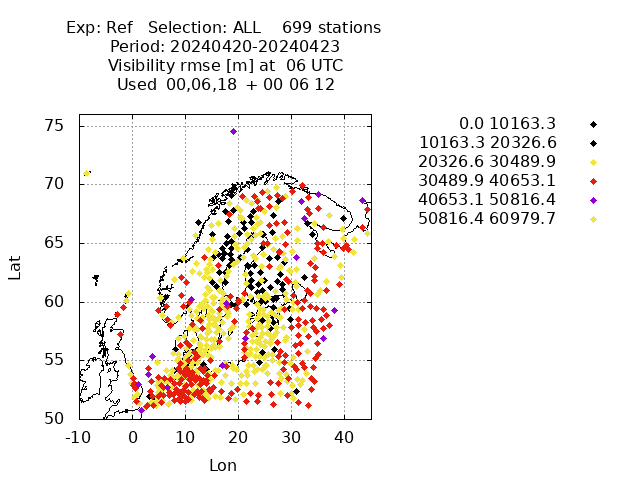 Exp: Ref Selection: ALL 699 stations
Period: 20240420-20240423
Visibility rmse [m] at 06 UTC
Used 00,06,18 + 00 06 12
0.0 10163.3
10163.3 20326.6
20326.6 30489.9
30489.9 40653.1
40653.1 50816.4
50816.4 60979.7
75
70
65
60
55
50
Lat
-10 0 10 20 30 40
Lon